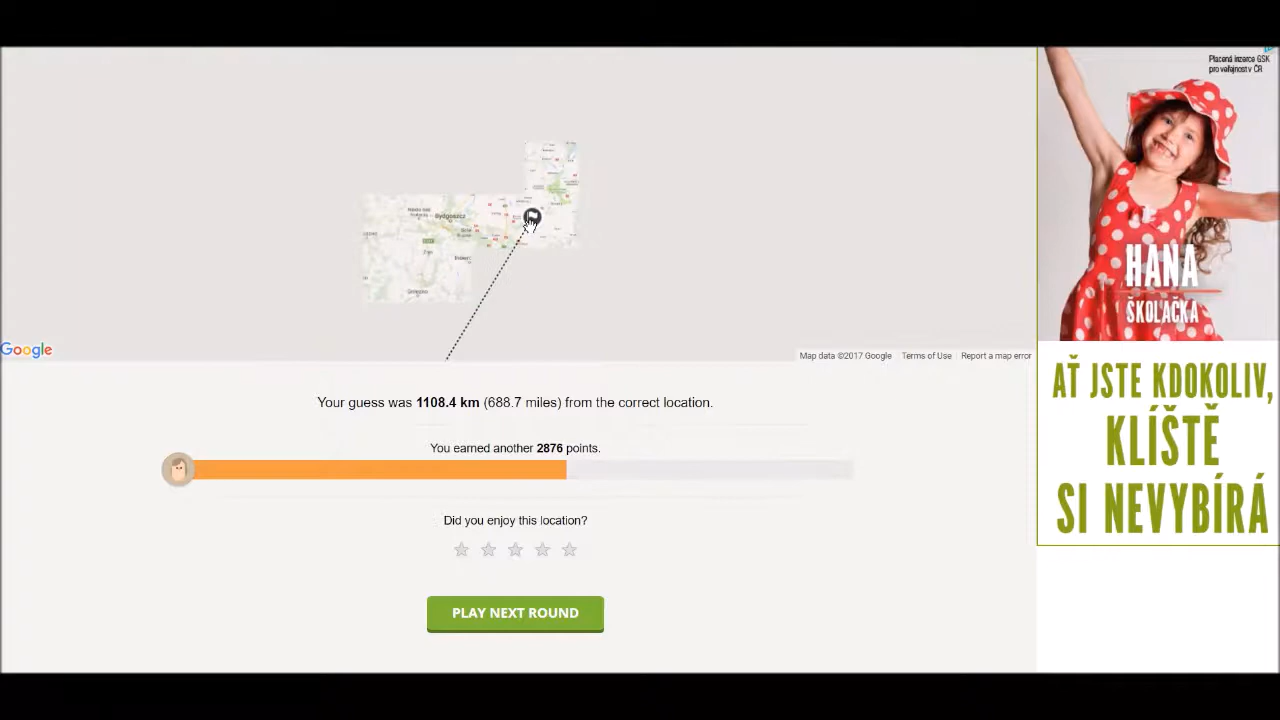 Placená inzerce GSK
pro veřejnost v ČR
Bydgoszcz
Google
Map data ©2017 Google
Terms of Use
Report a map error
Your guess was 1108.4 km (688.7 miles) from the correct location.
You earned another 2876 points.
Did you enjoy this location?
PLAY NEXT ROUND
HANA
ŠKOLAČKA
AŤ JSTE KDOKOLIV,
KLÍŠTĚ
SI NEVYBÍRÁ